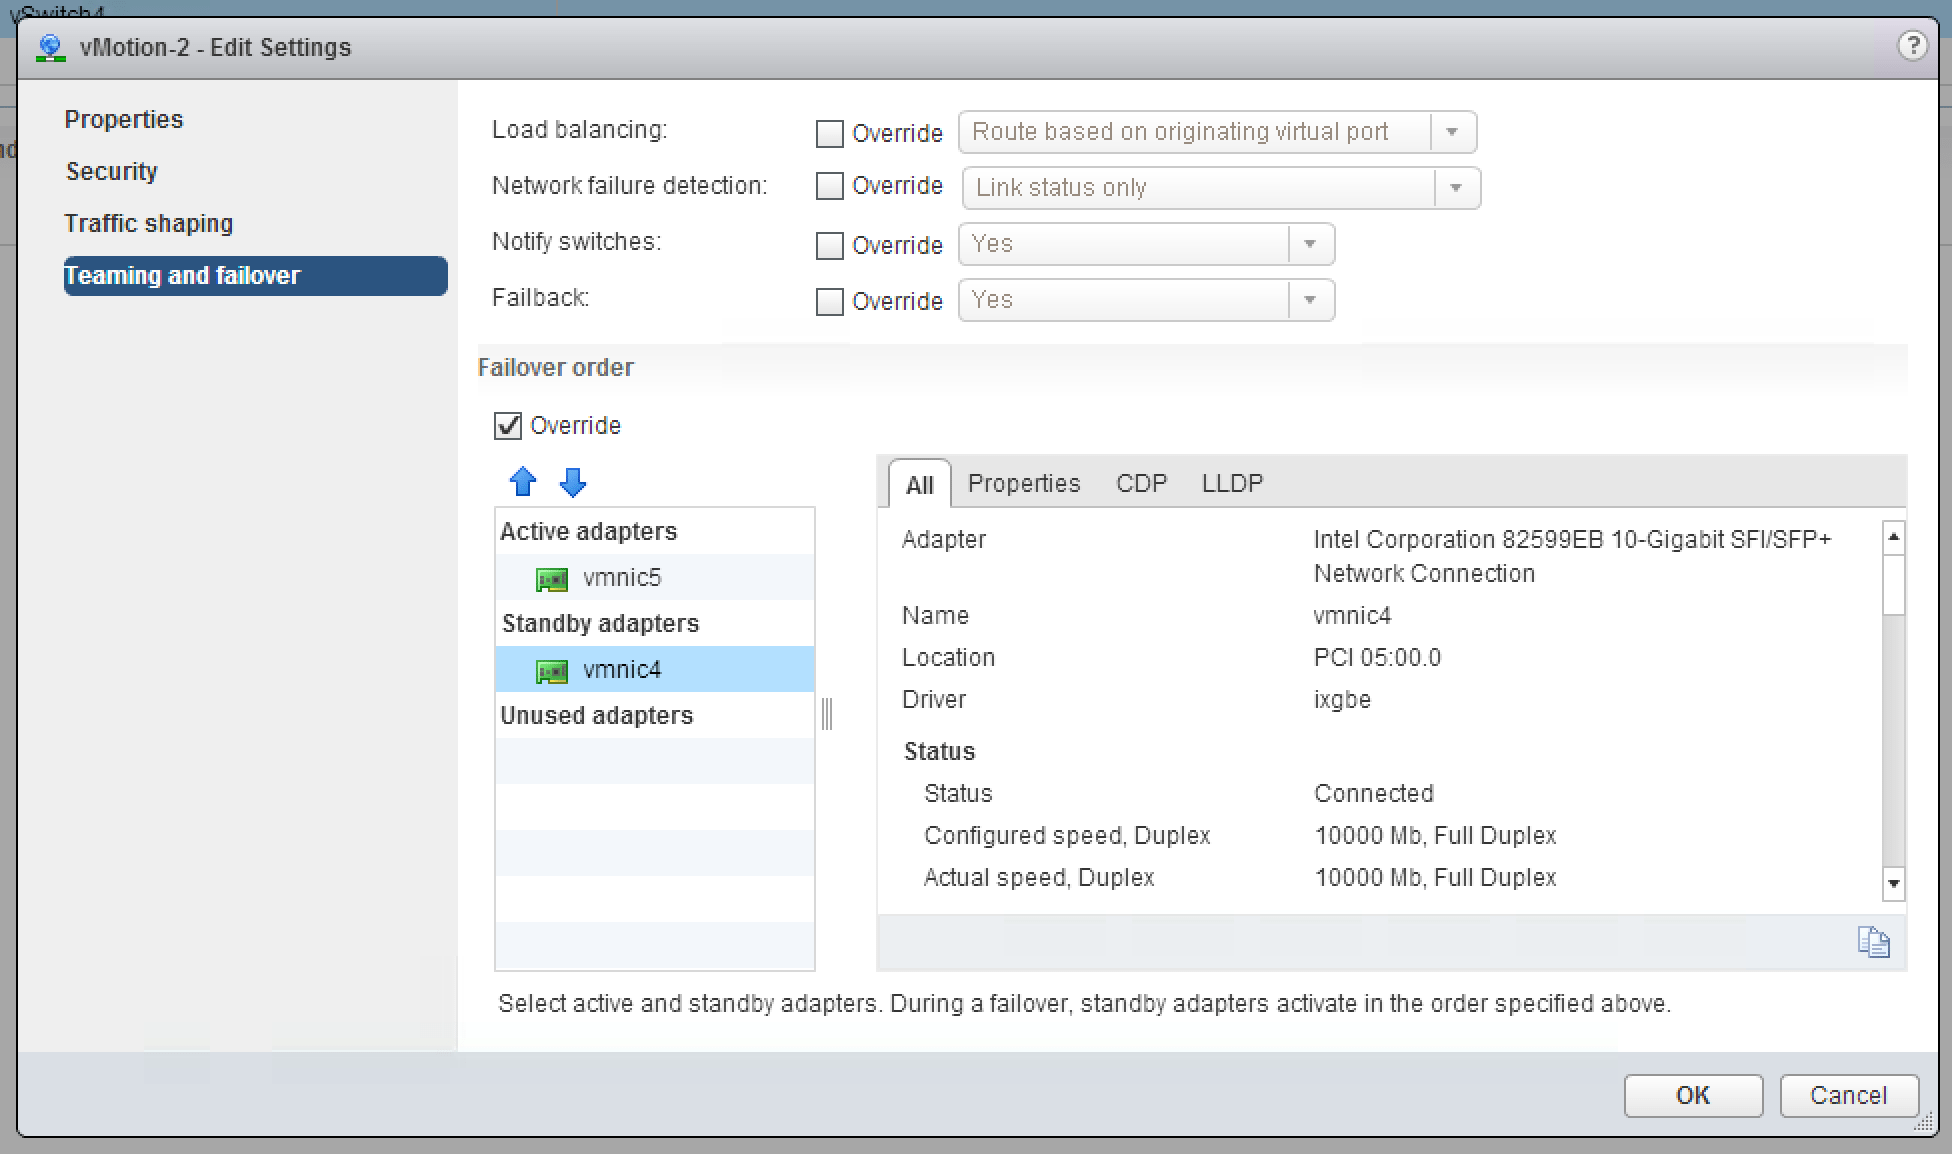 vSwitch4
vMotion-2 - Edit Settings
?
Properties
Security
Traffic shaping
Teaming and failover
Load balancing:
Override
Route based on originating virtual port
Network failure detection:
Override
Link status only
Notify switches:
Override
Yes
Failback:
Override
Yes
Failover order
Override
Active adapters
vmnic5
Standby adapters
vmnic4
Unused adapters
All
Properties
CDP
LLDP
Adapter
Intel Corporation 82599EB 10-Gigabit SFI/SFP+
Network Connection
Name
vmnic4
Location
PCI 05:00.0
Driver
ixgbe
Status
Status
Connected
Configured speed, Duplex
10000 Mb, Full Duplex
Actual speed, Duplex
10000 Mb, Full Duplex
Select active and standby adapters. During a failover, standby adapters activate in the order specified above.
OK
Cancel